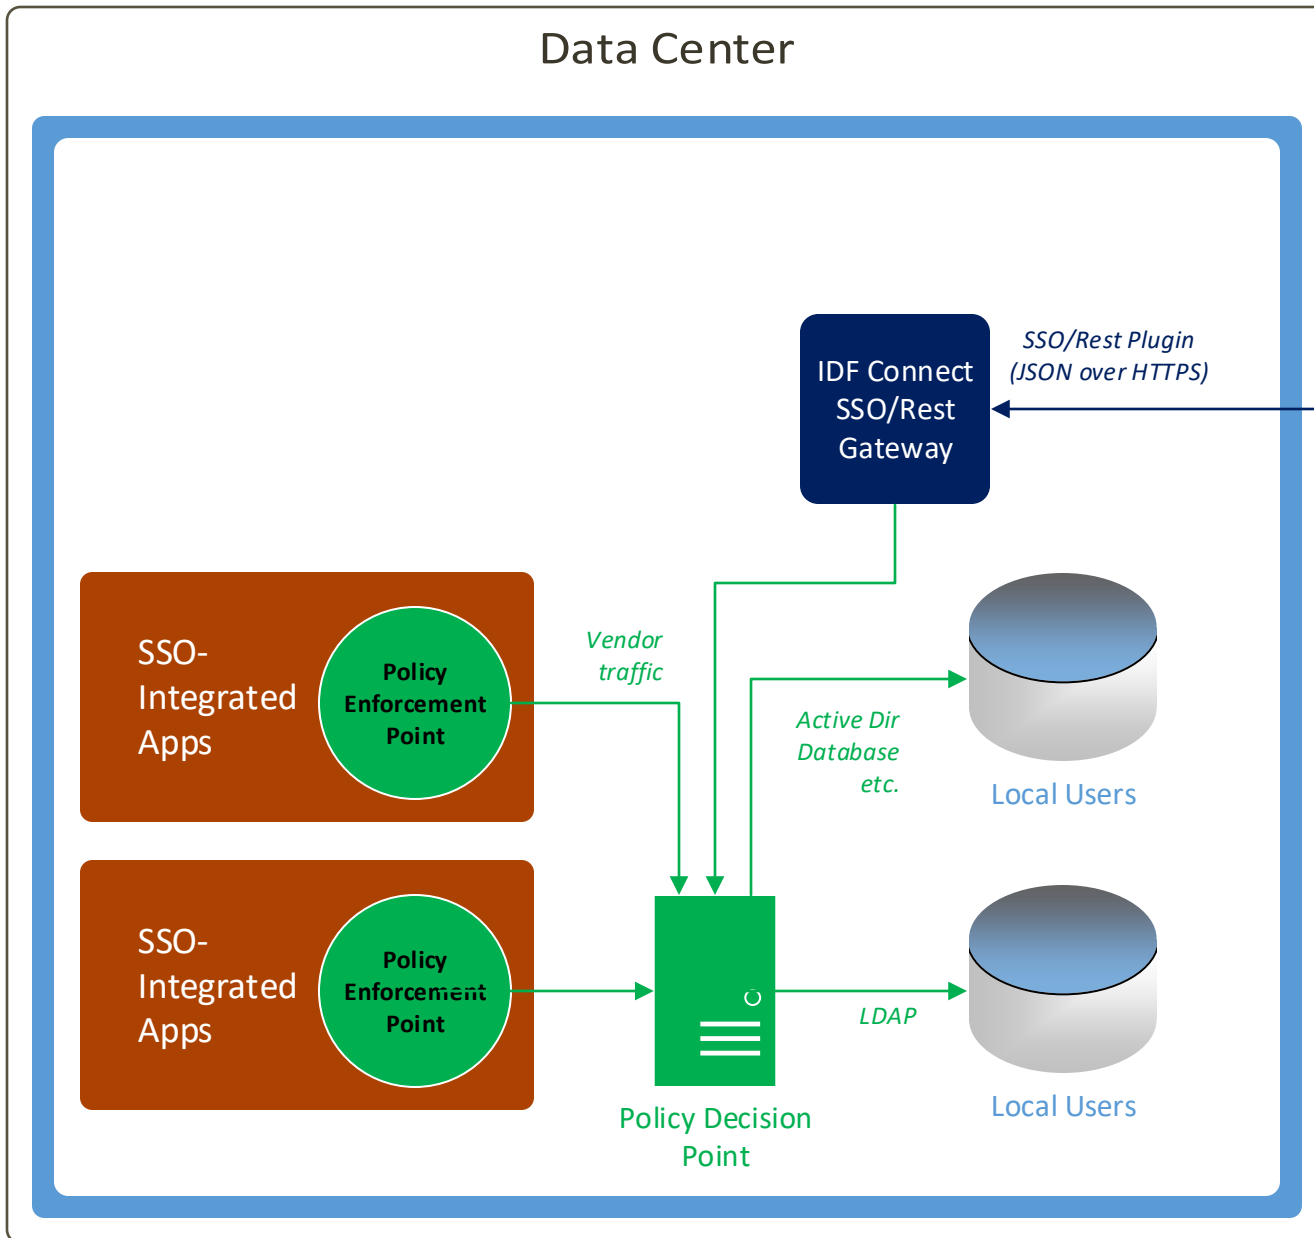 Data Center
SSO/Rest Plugin
(JSON over HTTPS)
IDF Connect
SSO/Rest
Gateway
SSO-
Integrated
Apps
Policy
Enforcement
Point
Vendor
traffic
Active Dir
Database
etc.
Local Users
SSO-
Integrated
Apps
Policy
Enforcement
Point
LDAP
Local Users
Policy Decision
Point